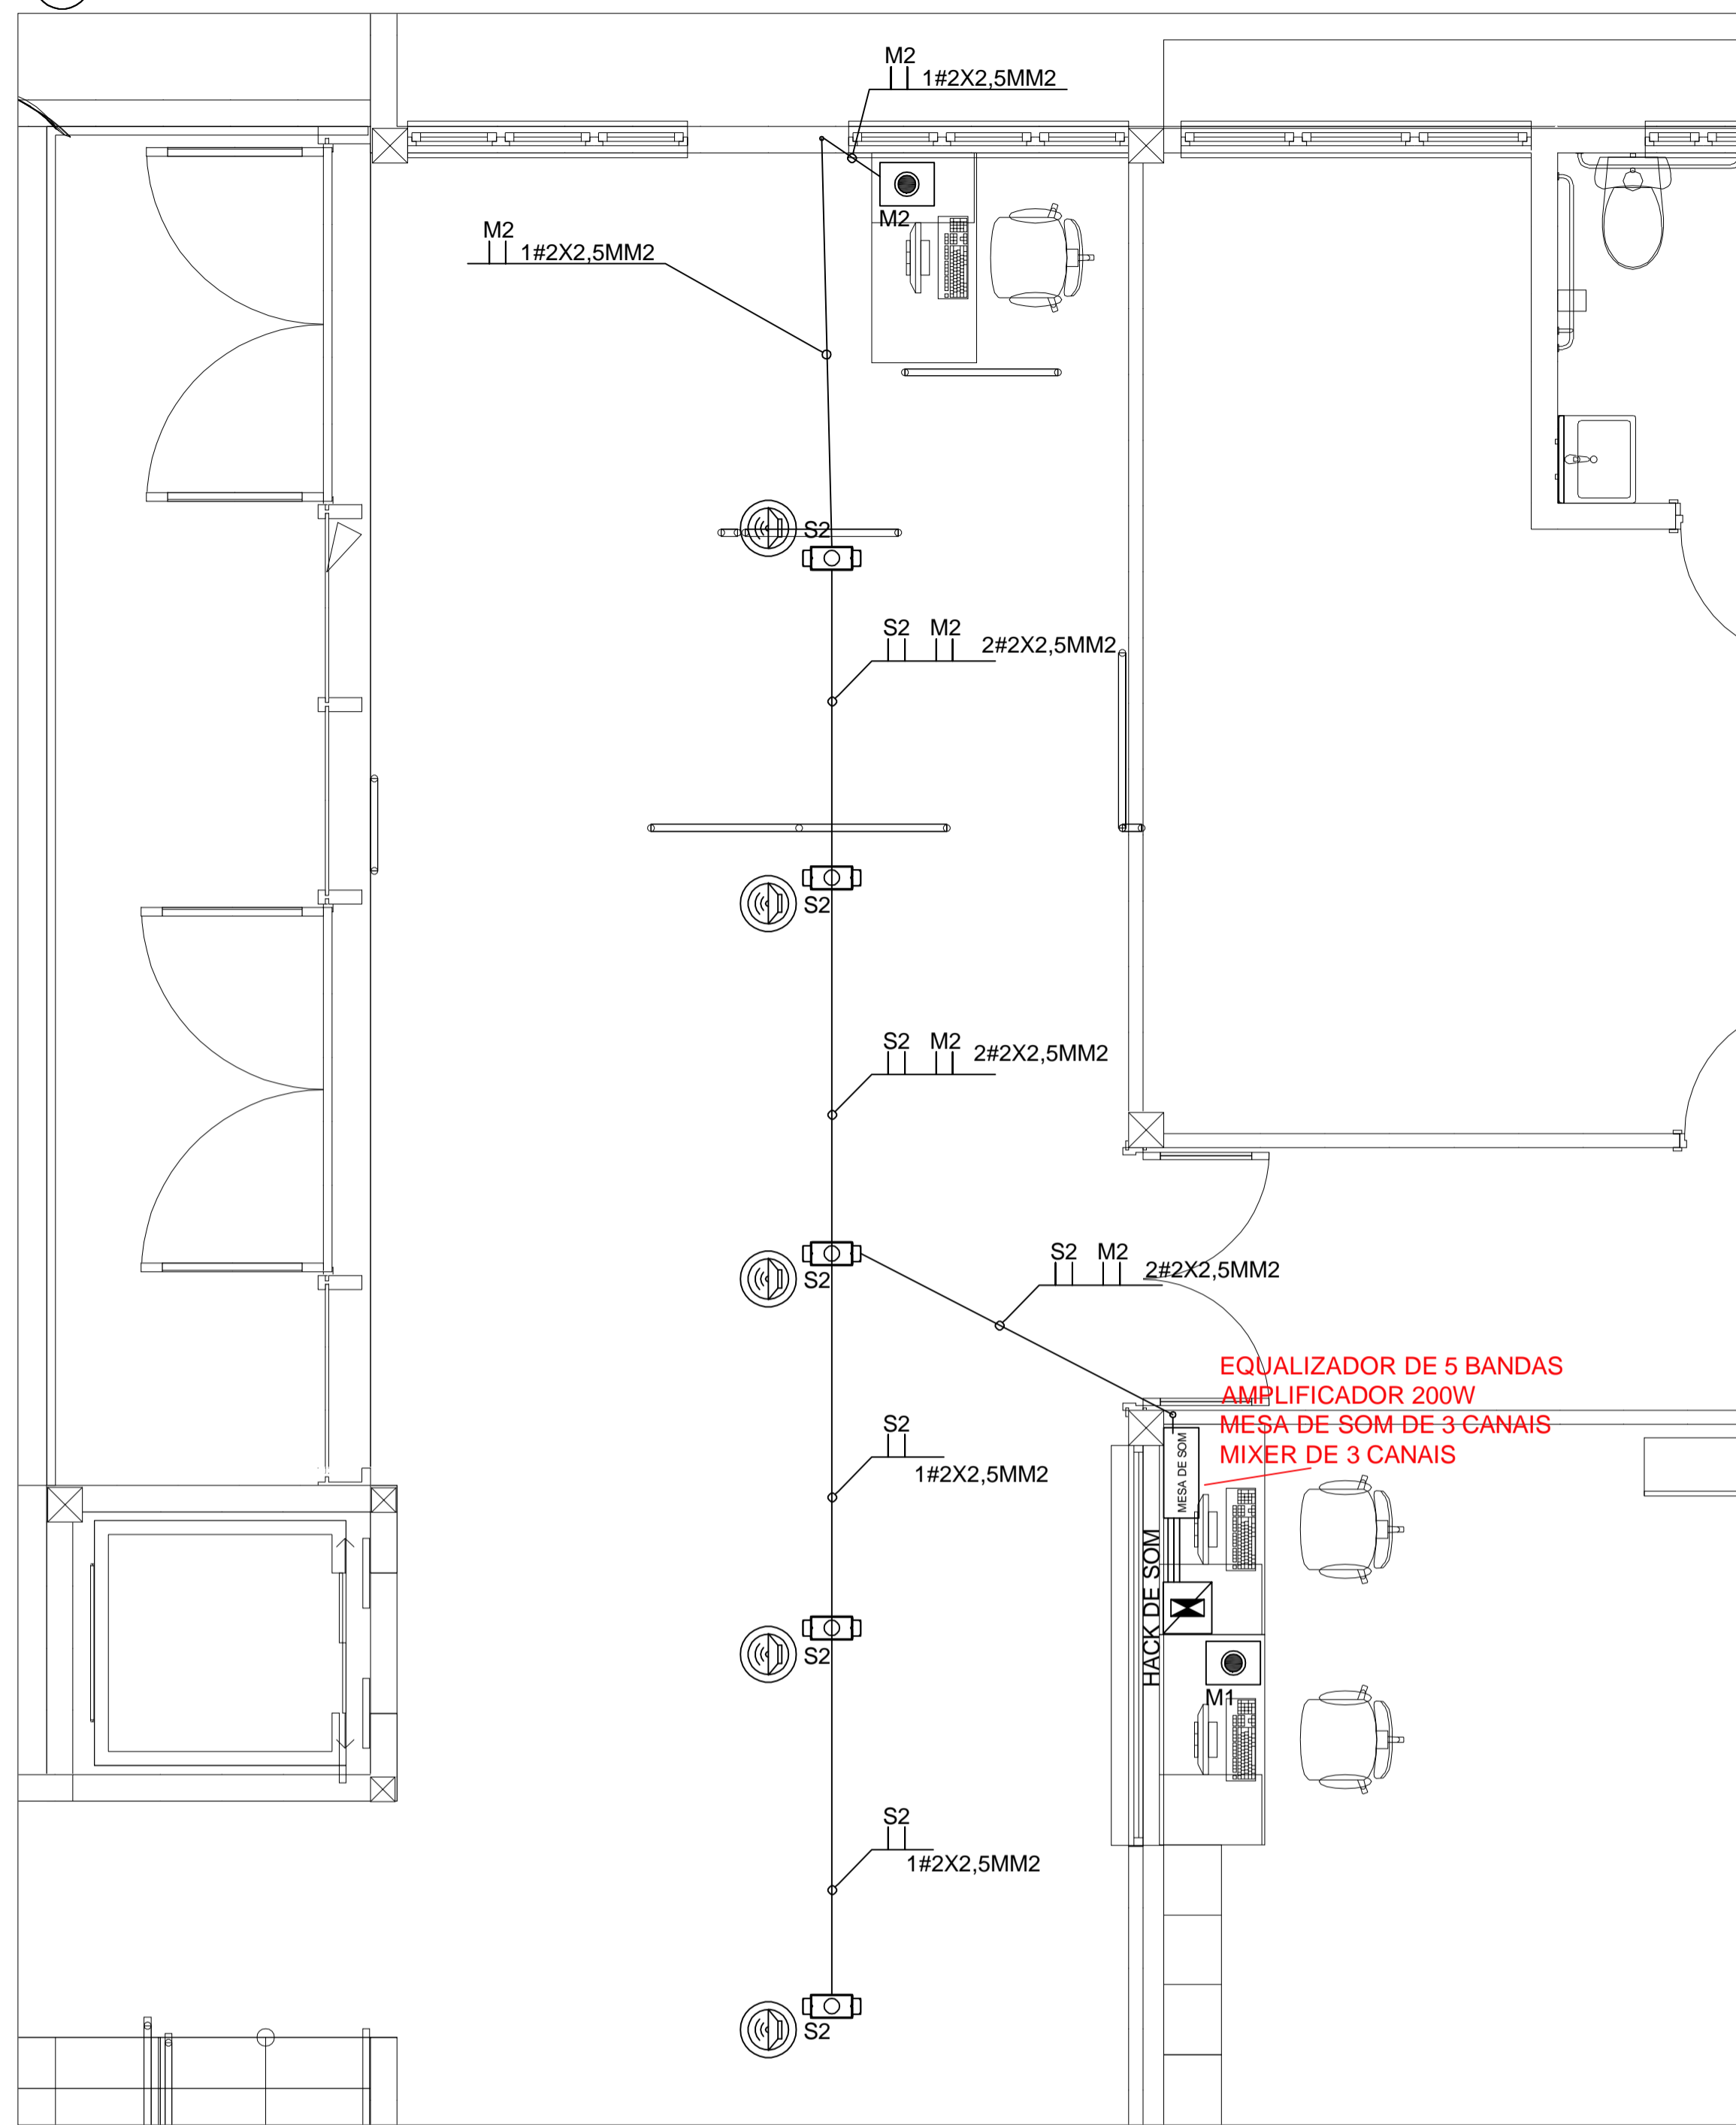 M2
1#2X2,5MM2
M2
M2
1#2X2,5MM2
S2
S2 M2 2#2X2,5MM2
S2
S2 M2 2#2X2,5MM2
S2 M2 2#2X2,5MM2
S2
EQUALIZADOR DE 5 BANDAS
AMPLIFICADOR 200W
MESA DE SOM DE 3 CANAIS
MIXER DE 3 CANAIS
S2
1#2X2,5MM2
MESA DE SOM
HACK DE SOM
S2
M1
S2
1#2X2,5MM2
S2